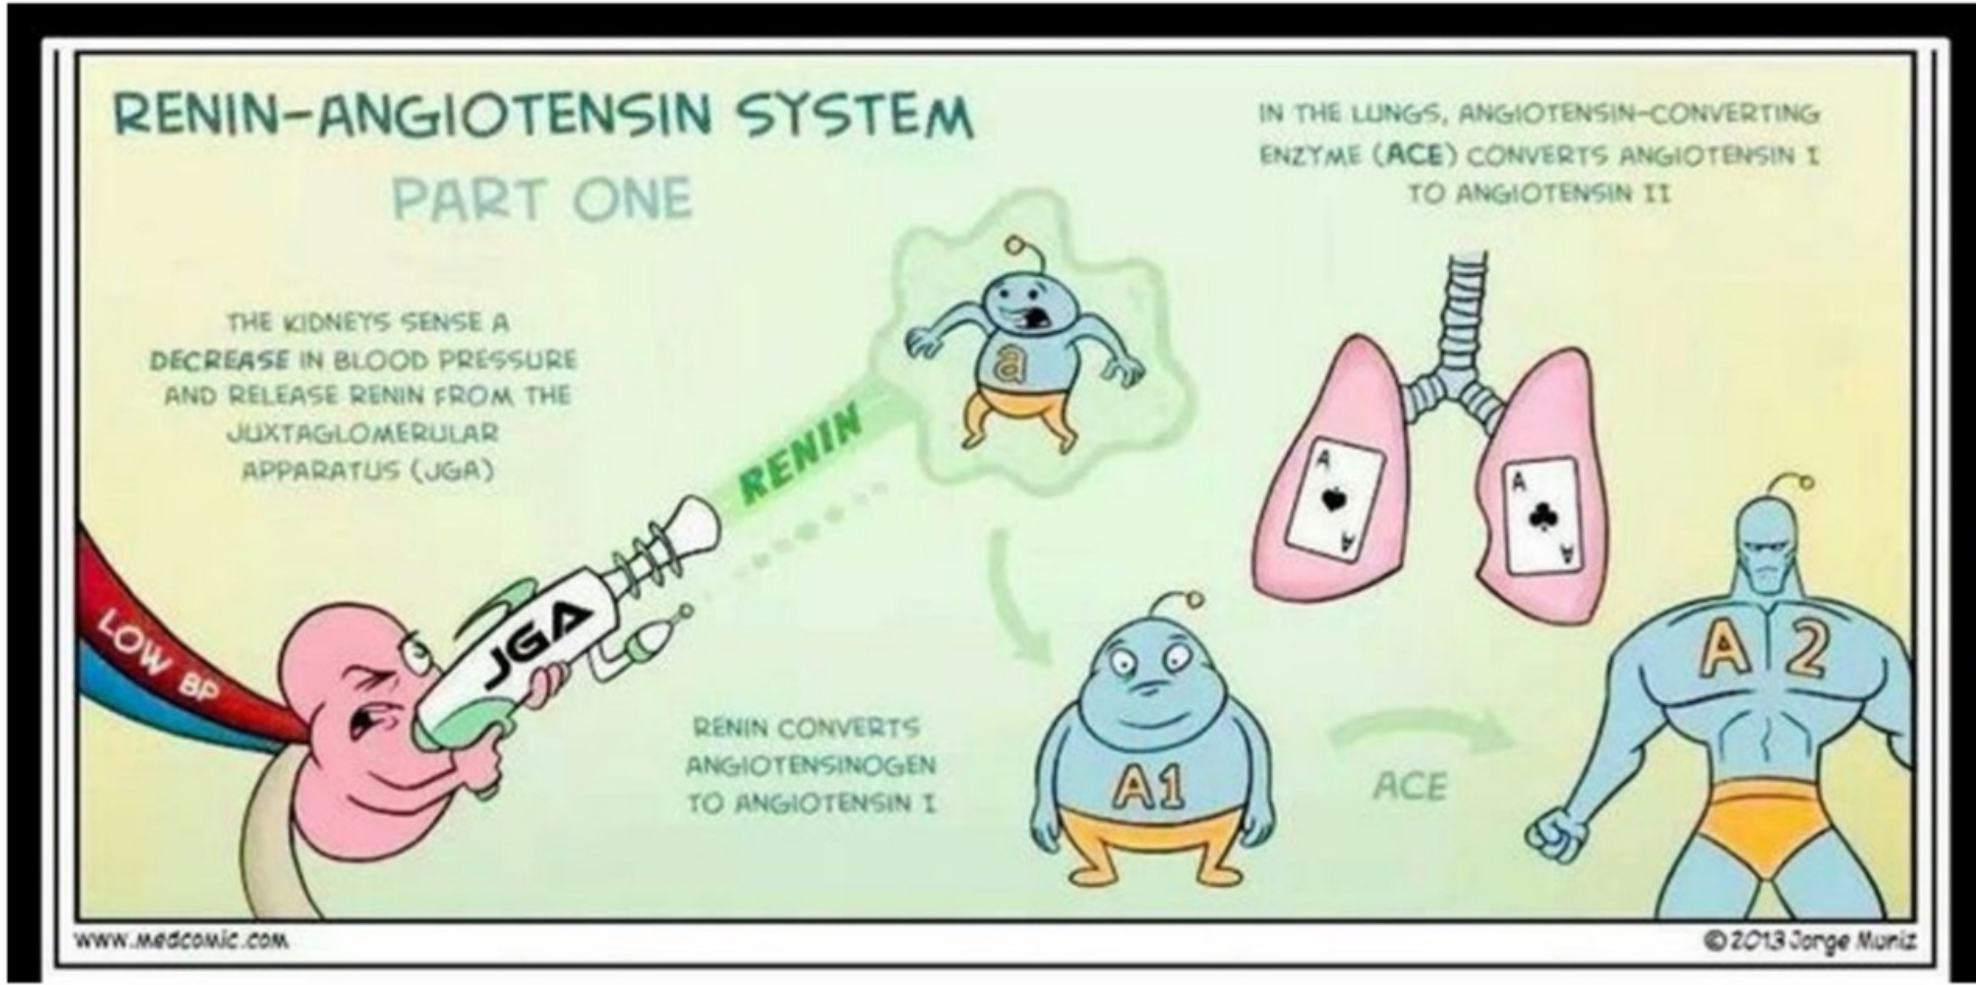 RENIN-ANGIOTENSIN SYSTEM
PART ONE
THE KIDNEYS SENSE A
DECREASE IN BLOOD PRESSURE
AND RELEASE RENIN FROM THE
JUXTAGLOMERULAR
APPARATUS (JGA)
LOW BP
JGA
RENIN
a
RENIN CONVERTS
ANGIOTENSINOGEN
TO ANGIOTENSIN I
A1
IN THE LUNGS, ANGIOTENSIN-CONVERTING
ENZYME (ACE) CONVERTS ANGIOTENSIN I
TO ANGIOTENSIN II
A
A
A
A
ACE
A 2
www.medcomic.com
© 2013 Jorge Muniz